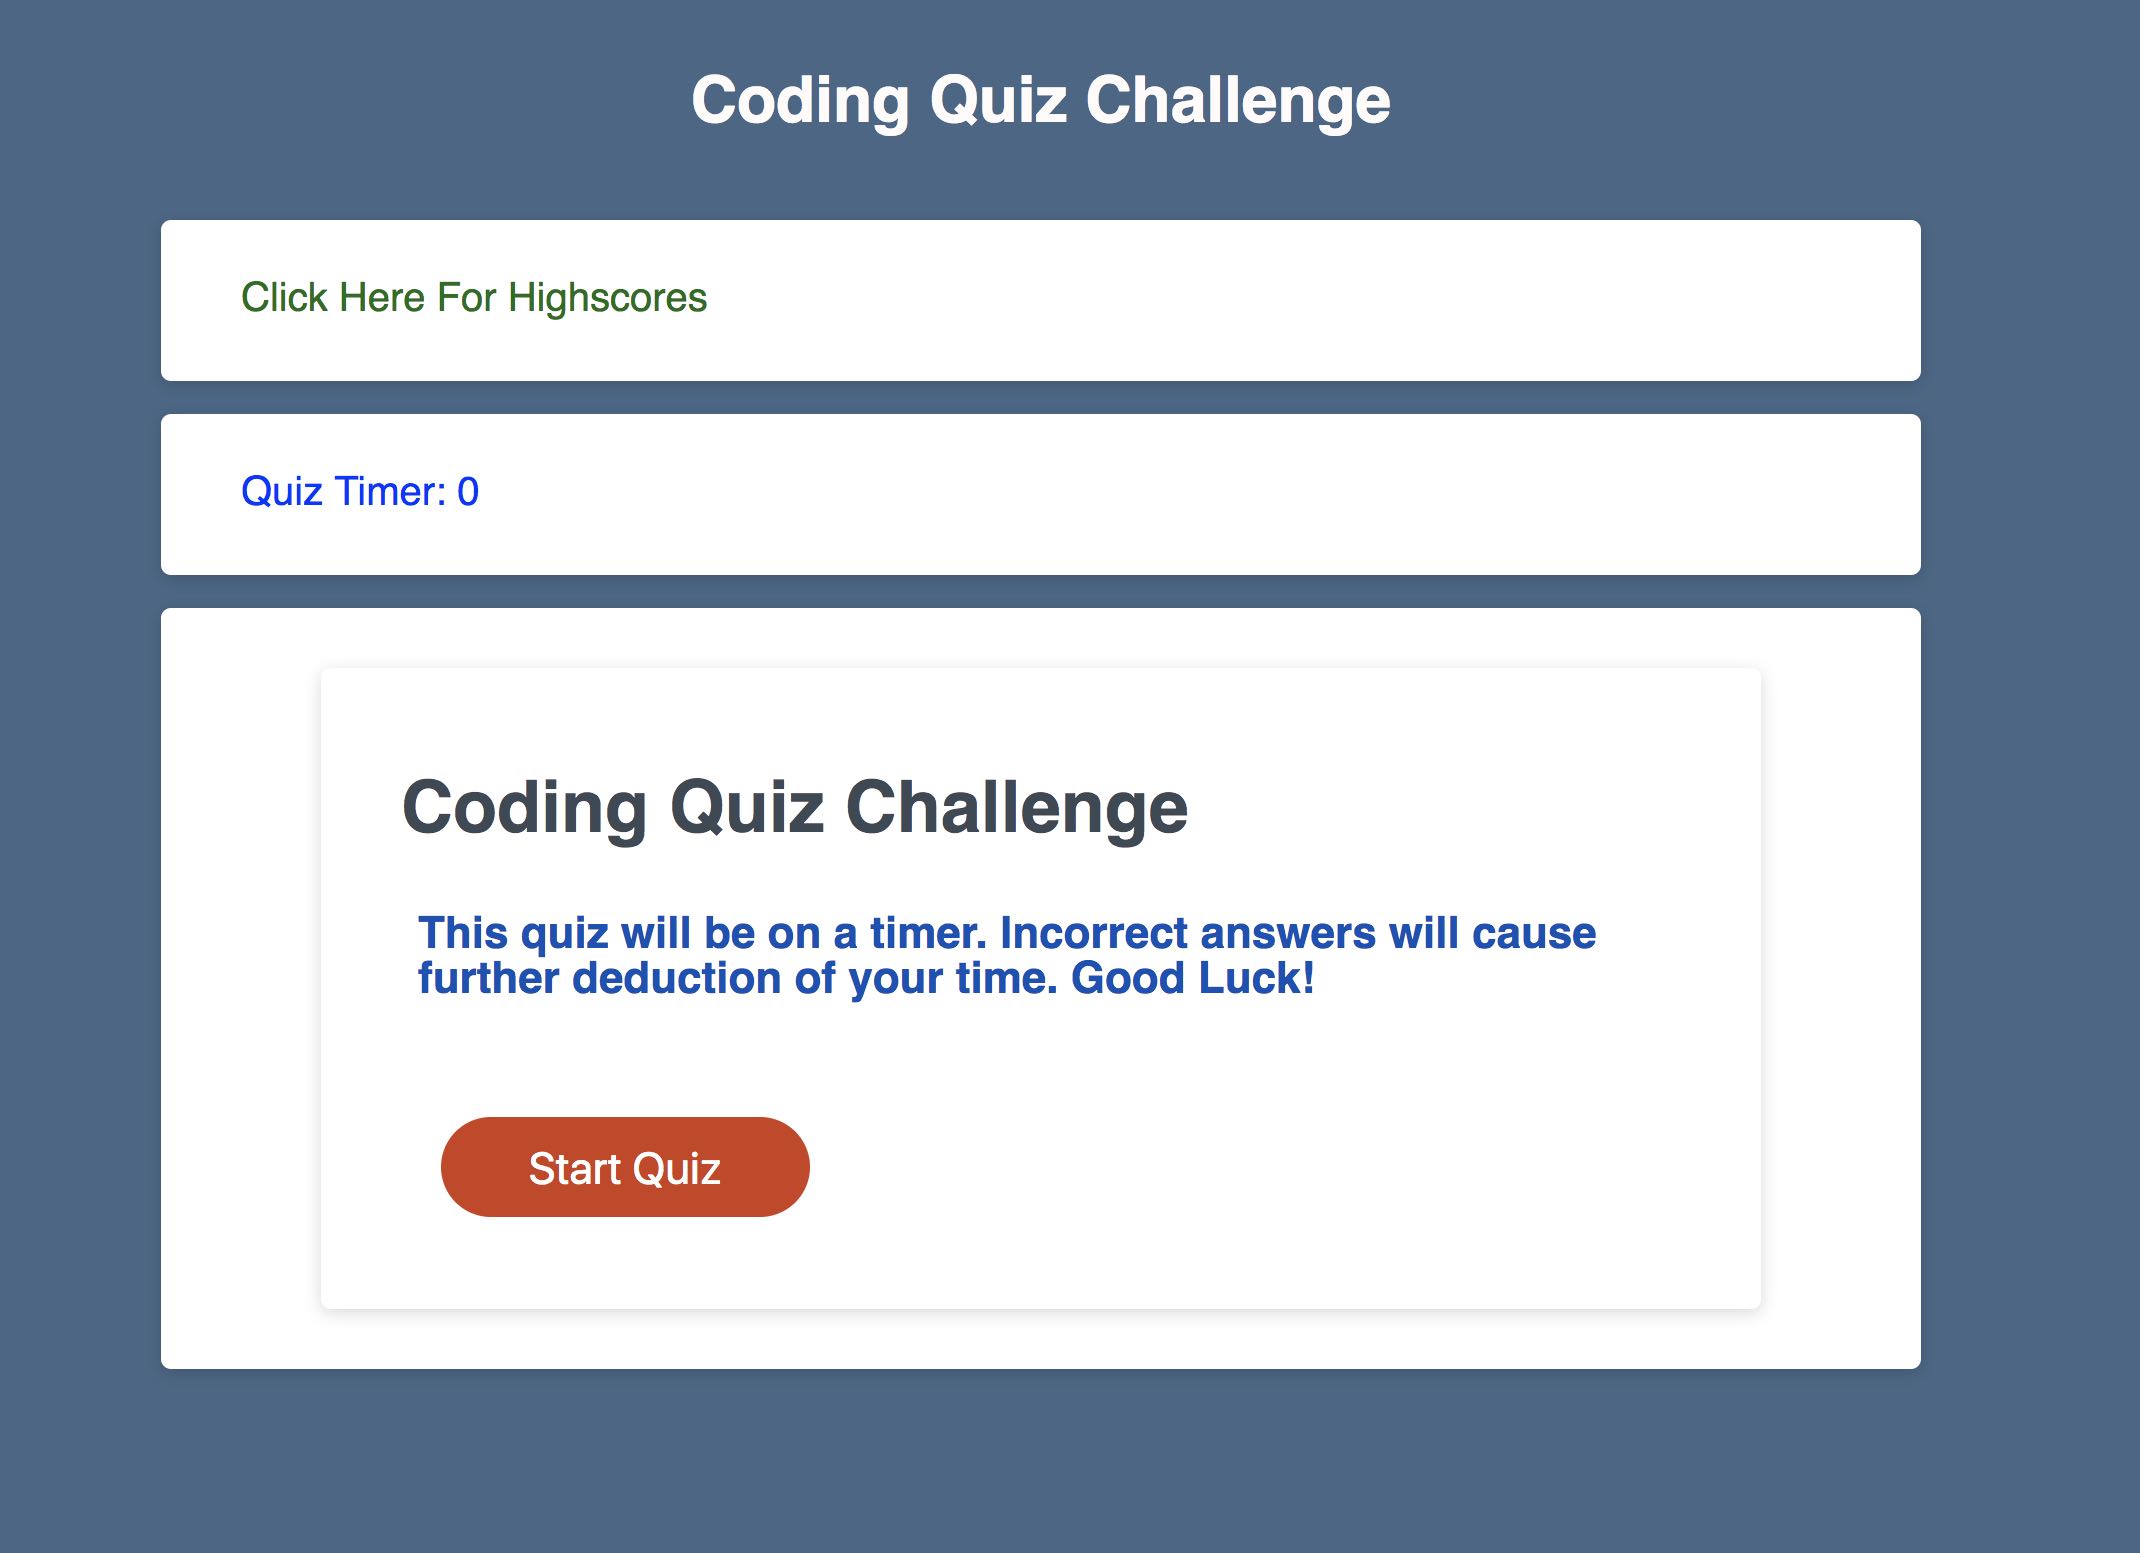 Coding Quiz Challenge
Click Here For Highscores
Quiz Timer: 0
Coding Quiz Challenge
This quiz will be on a timer. Incorrect answers will cause
further deduction of your time. Good Luck!
Start Quiz